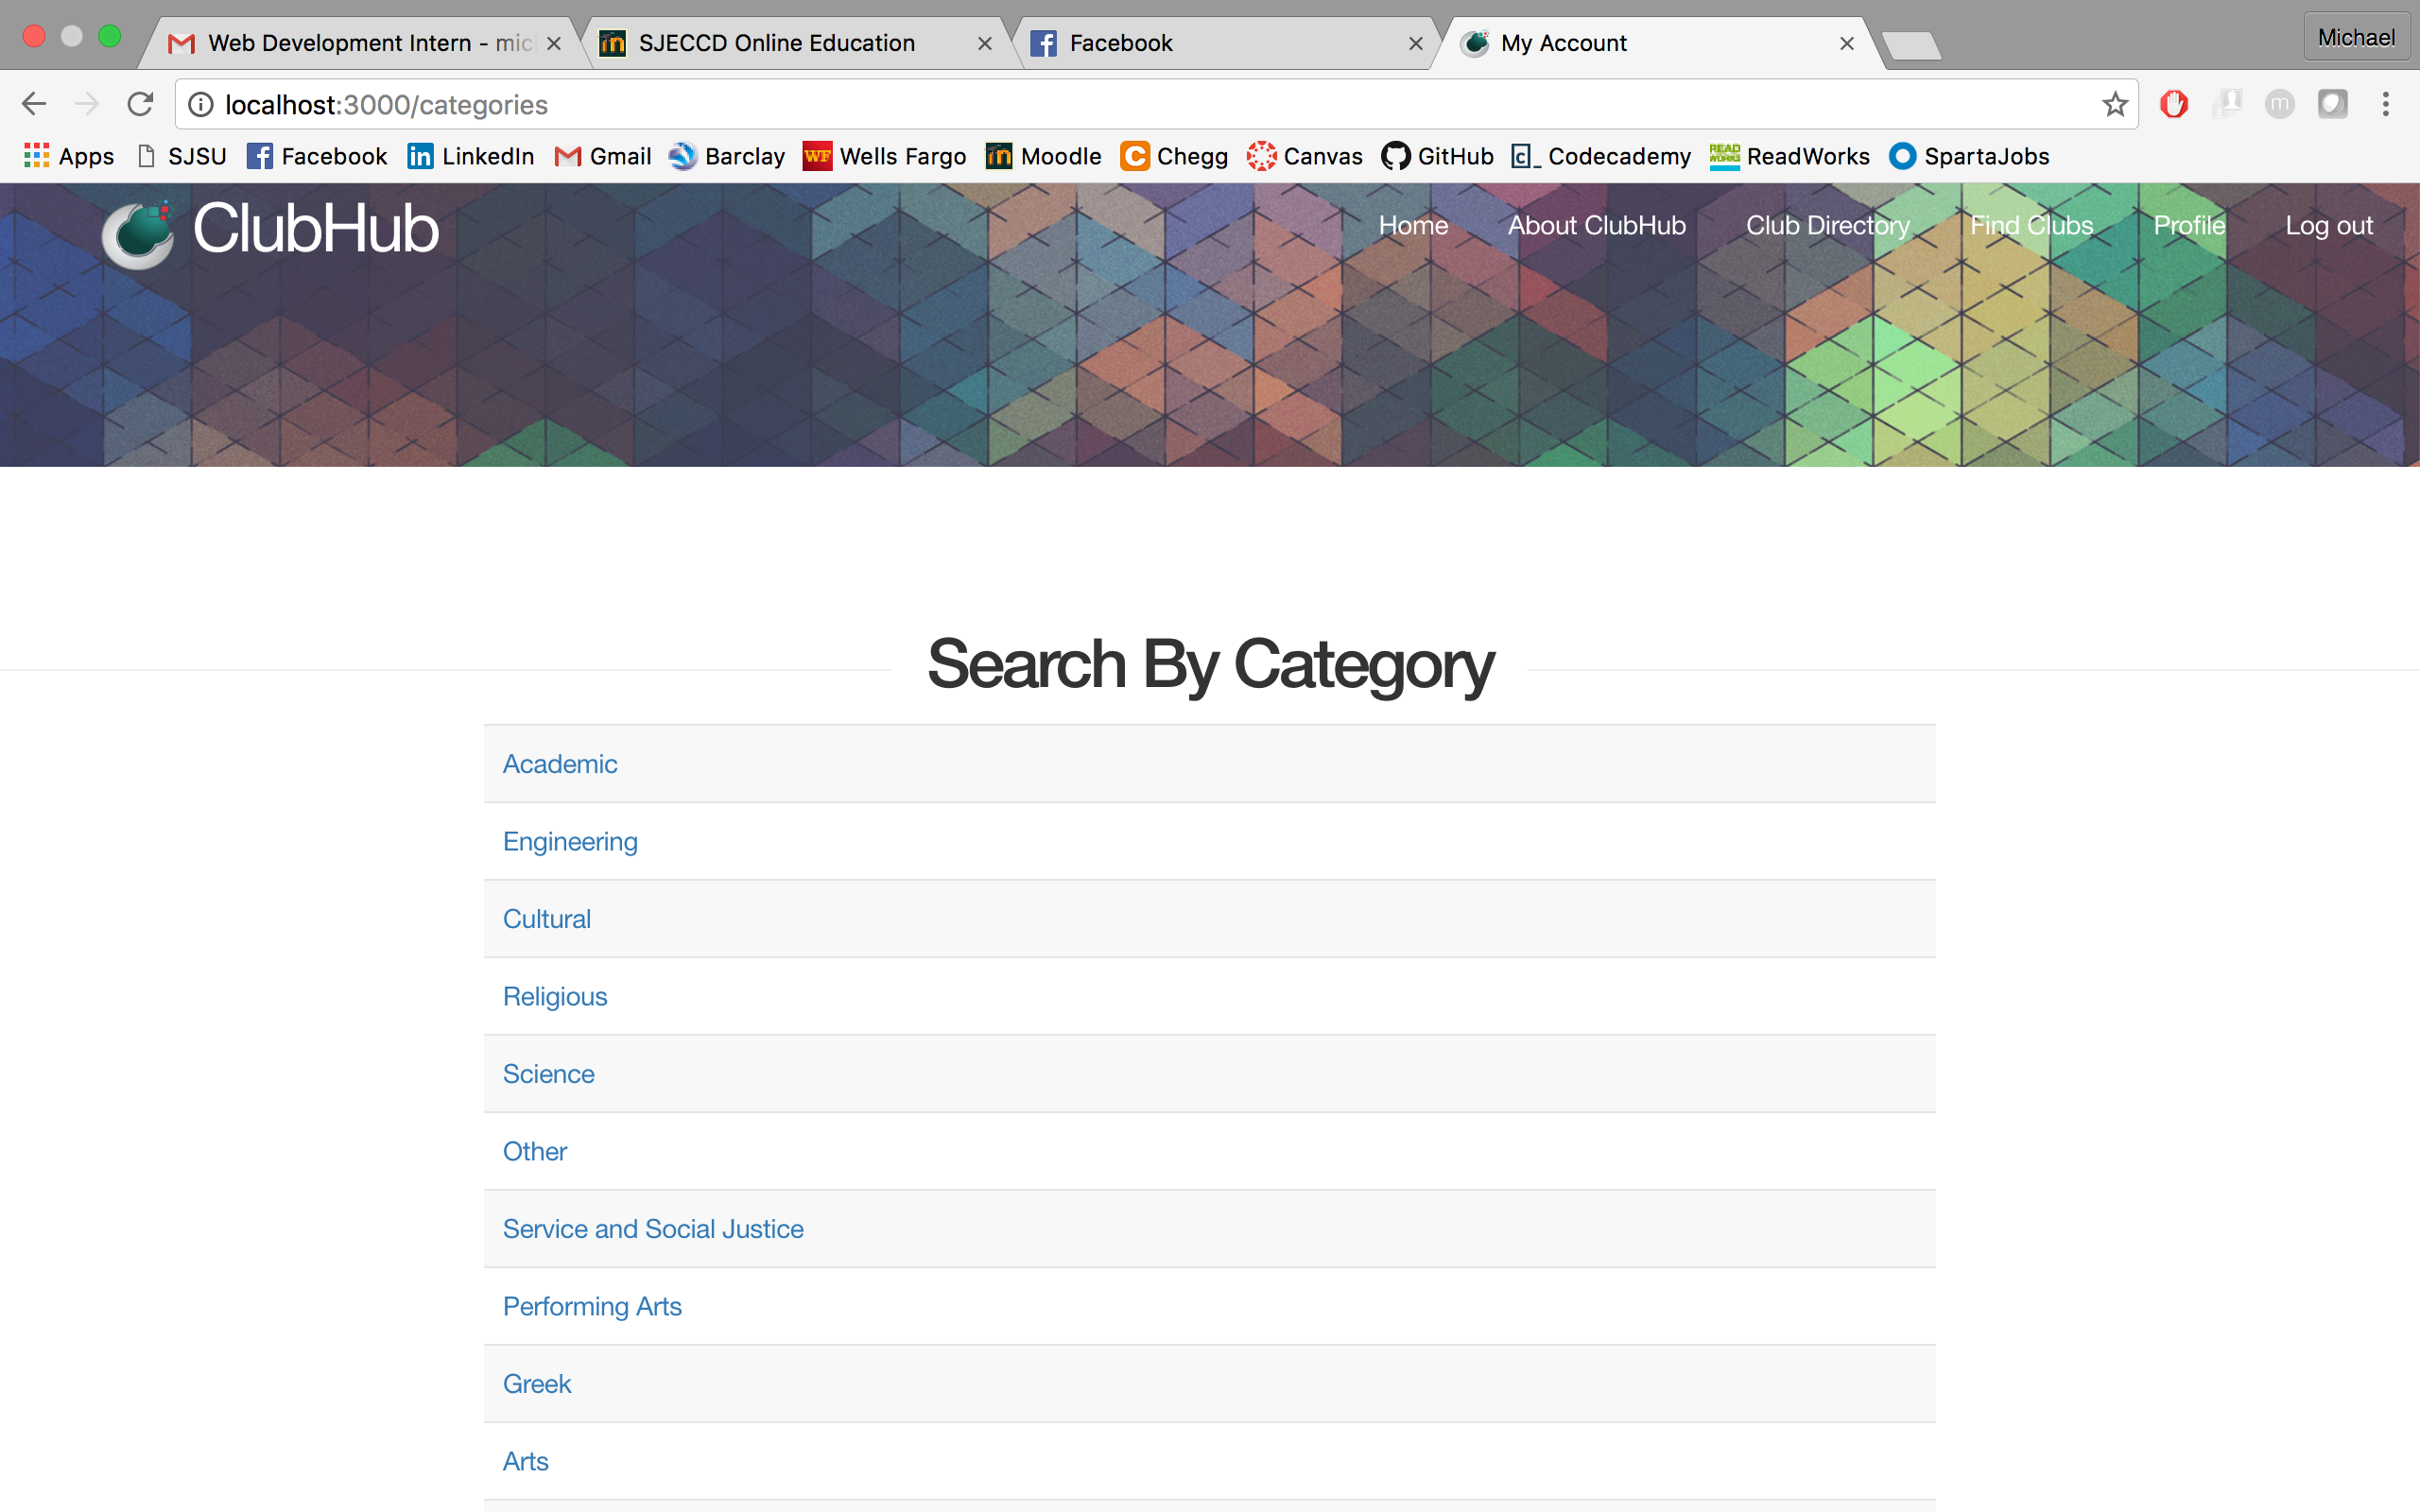 Web Development Intern - mic
SJECCD Online Education
Facebook
My Account
Michael
localhost:3000/categories
m
Apps SJSU Facebook LinkedIn Gmail Barclay WF Wells Fargo Moodle Chegg Canvas GitHub Codecademy READ WORKS ReadWorks SpartaJobs
ClubHub
Home About ClubHub Club Directory Find Clubs Profile Log out
Search By Category
Academic
Engineering
Cultural
Religious
Science
Other
Service and Social Justice
Performing Arts
Greek
Arts